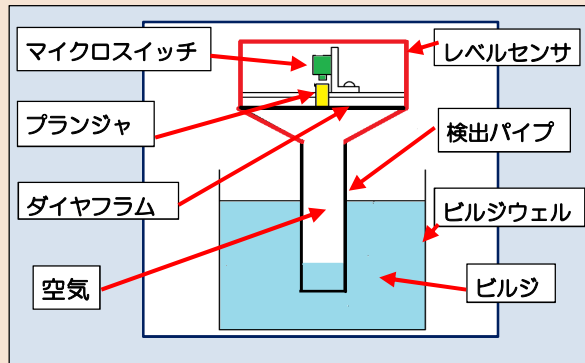 マイクロスイッチ
レベルセンサ
プランジャ
検出パイプ
ダイヤフラム
ビルジウェル
空気
ビルジ